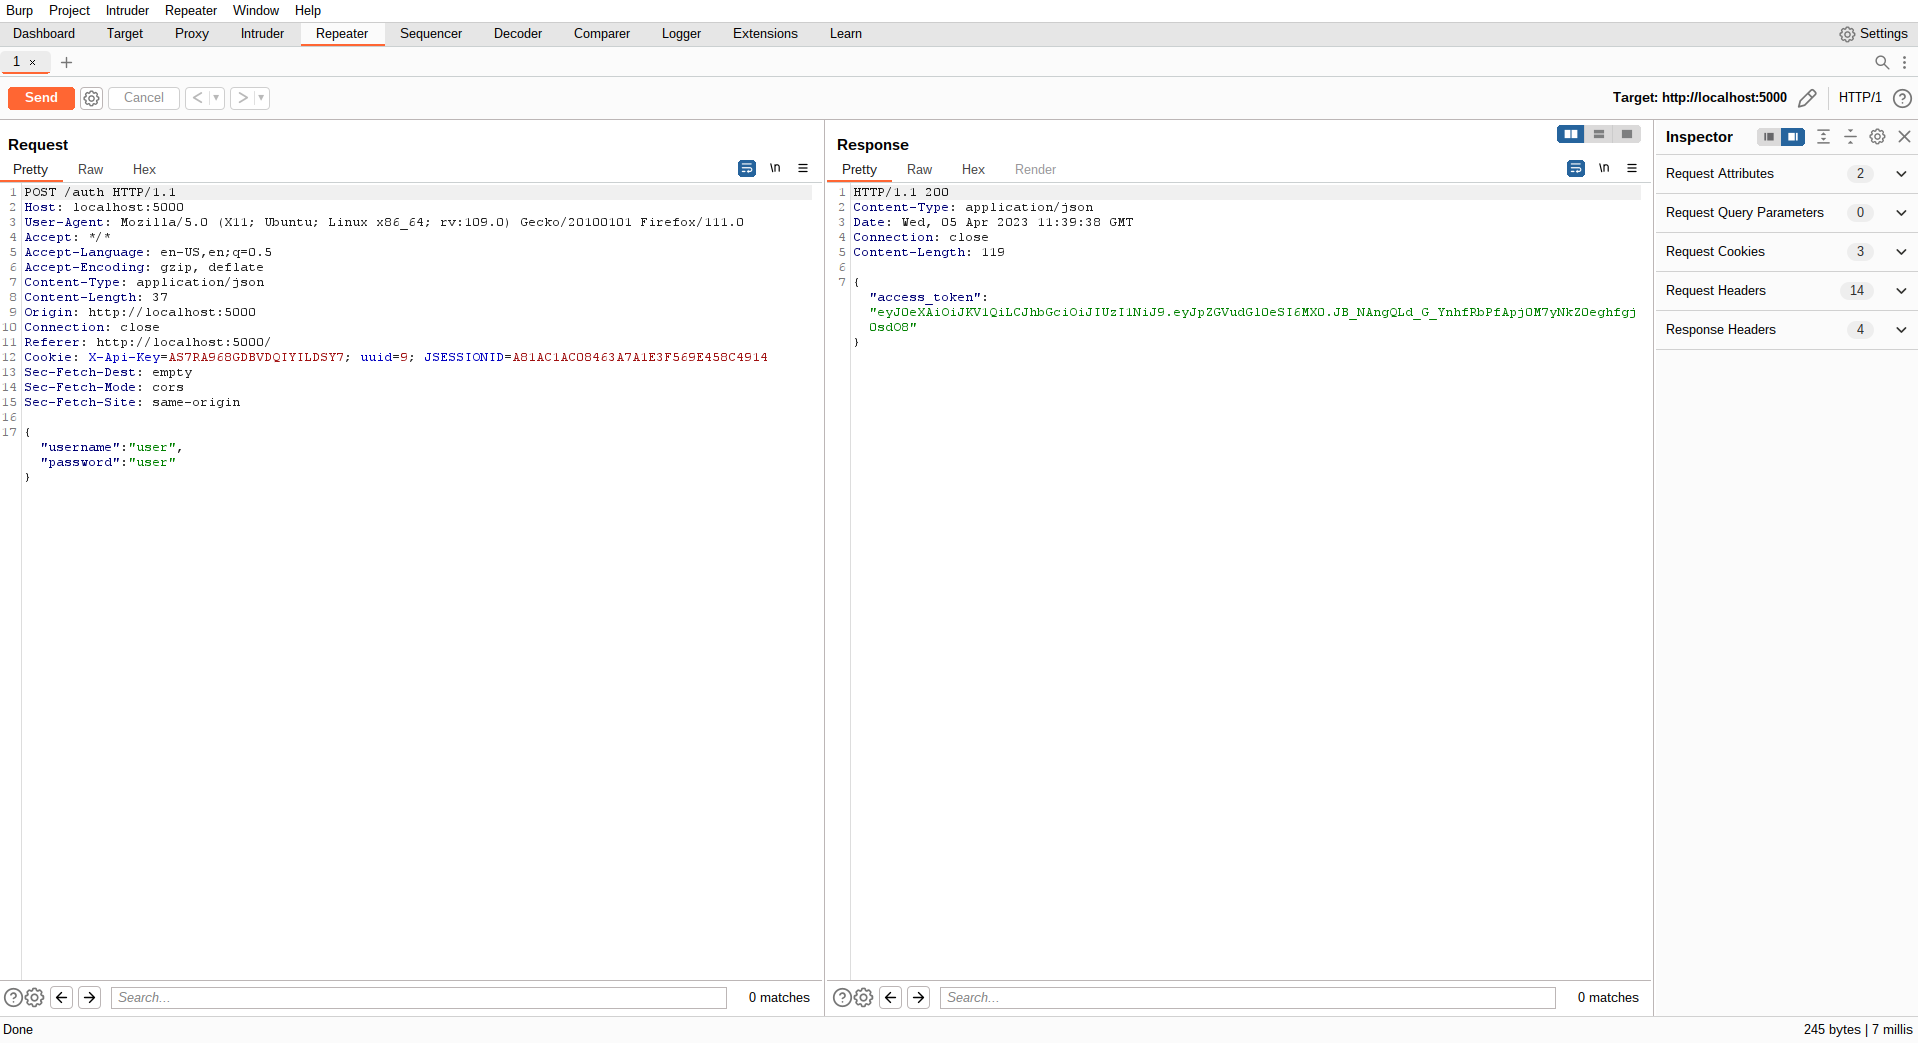 Burp Project Intruder Repeater Window Help
Dashboard Target Proxy Intruder Repeater Sequencer Decoder Comparer Logger Extensions Learn Settings
1 × +
Send Cancel < > Target: http://localhost:5000 HTTP/1 ?
Request
Pretty Raw Hex \n
1 POST /auth HTTP/1.1
2 Host: localhost:5000
3 User-Agent: Mozilla/5.0 (X11; Ubuntu; Linux x86_64; rv:109.0) Gecko/20100101 Firefox/111.0
4 Accept: */*
5 Accept-Language: en-US,en;q=0.5
6 Accept-Encoding: gzip, deflate
7 Content-Type: application/json
8 Content-Length: 37
9 Origin: http://localhost:5000
10 Connection: close
11 Referer: http://localhost:5000/
12 Cookie: X-Api-Key=AS7RA968GDBVDQIYILDSY7; uuid=9; JSESSIONID=A81AC1AC08463A7A1E3F569E458C4914
13 Sec-Fetch-Dest: empty
14 Sec-Fetch-Mode: cors
15 Sec-Fetch-Site: same-origin
16
17 {
"username":"user",
"password":"user"
}
? Search... 0 matches
Response
Pretty Raw Hex Render \n
1 HTTP/1.1 200
2 Content-Type: application/json
3 Date: Wed, 05 Apr 2023 11:39:38 GMT
4 Connection: close
5 Content-Length: 119
6
7 {
"access_token":
"eyJ0eXAiOiJKV1QiLCJhbGciOiJIUzI1NiJ9.eyJpZGVudGl0eSI6MX0.JB_NAngQLd_G_YnhfRbPfApj0M7yNkZ0eghfgj
0sdO8"
}
? Search... 0 matches
Inspector
Request Attributes 2
Request Query Parameters 0
Request Cookies 3
Request Headers 14
Response Headers 4
Done 245 bytes | 7 millis